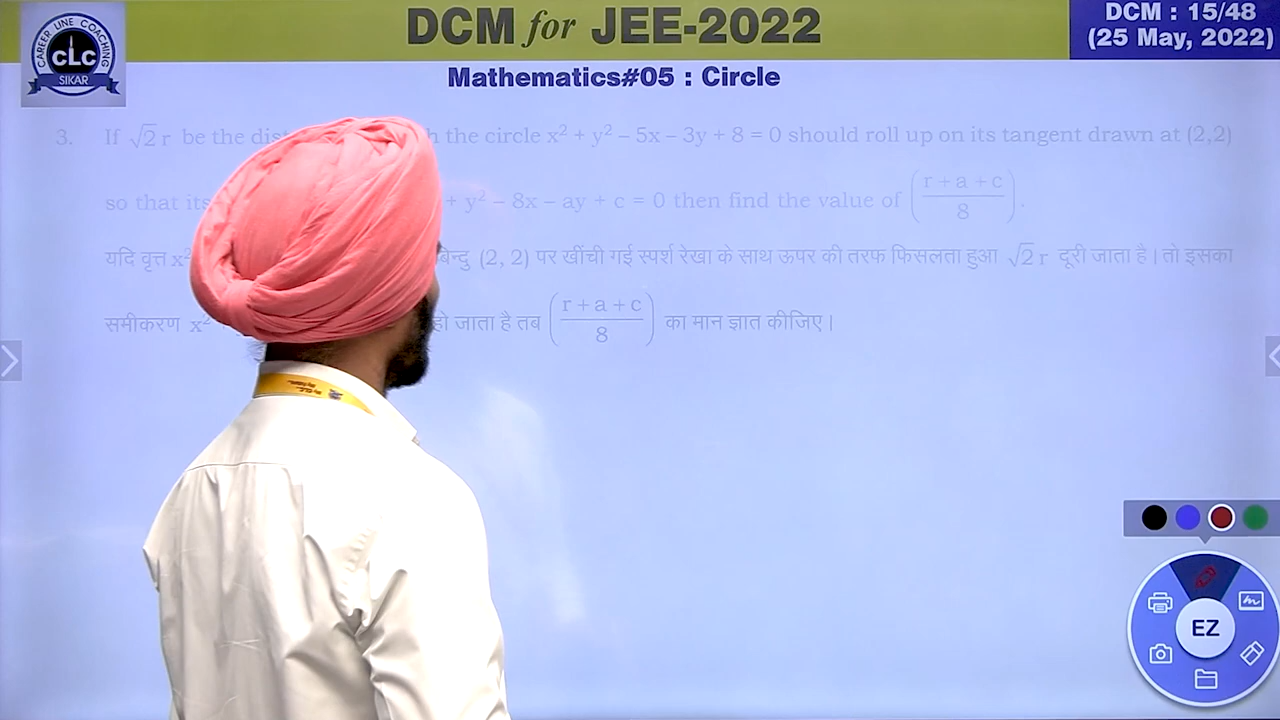 DCM for JEE-2022
DCM : 15/48
(25 May, 2022)
CAREER LINE COACHING
CLC
SIKAR
Mathematics#05 : Circle
3. If √2 r be the dist h the circle x² + y² – 5x – 3y + 8 = 0 should roll up on its tangent drawn at (2,2)
so that its + y² – 8x – ay + c = 0 then find the value of ((r + a + c)/8).
यदि वृत्त x² बिन्दु (2, 2) पर खींची गई स्पर्श रेखा के साथ ऊपर की तरफ फिसलता हुआ √2 r दूरी जाता है। तो इसका
समीकरण x² हो जाता है तब ((r + a + c)/8) का मान ज्ञात कीजिए।
EZ